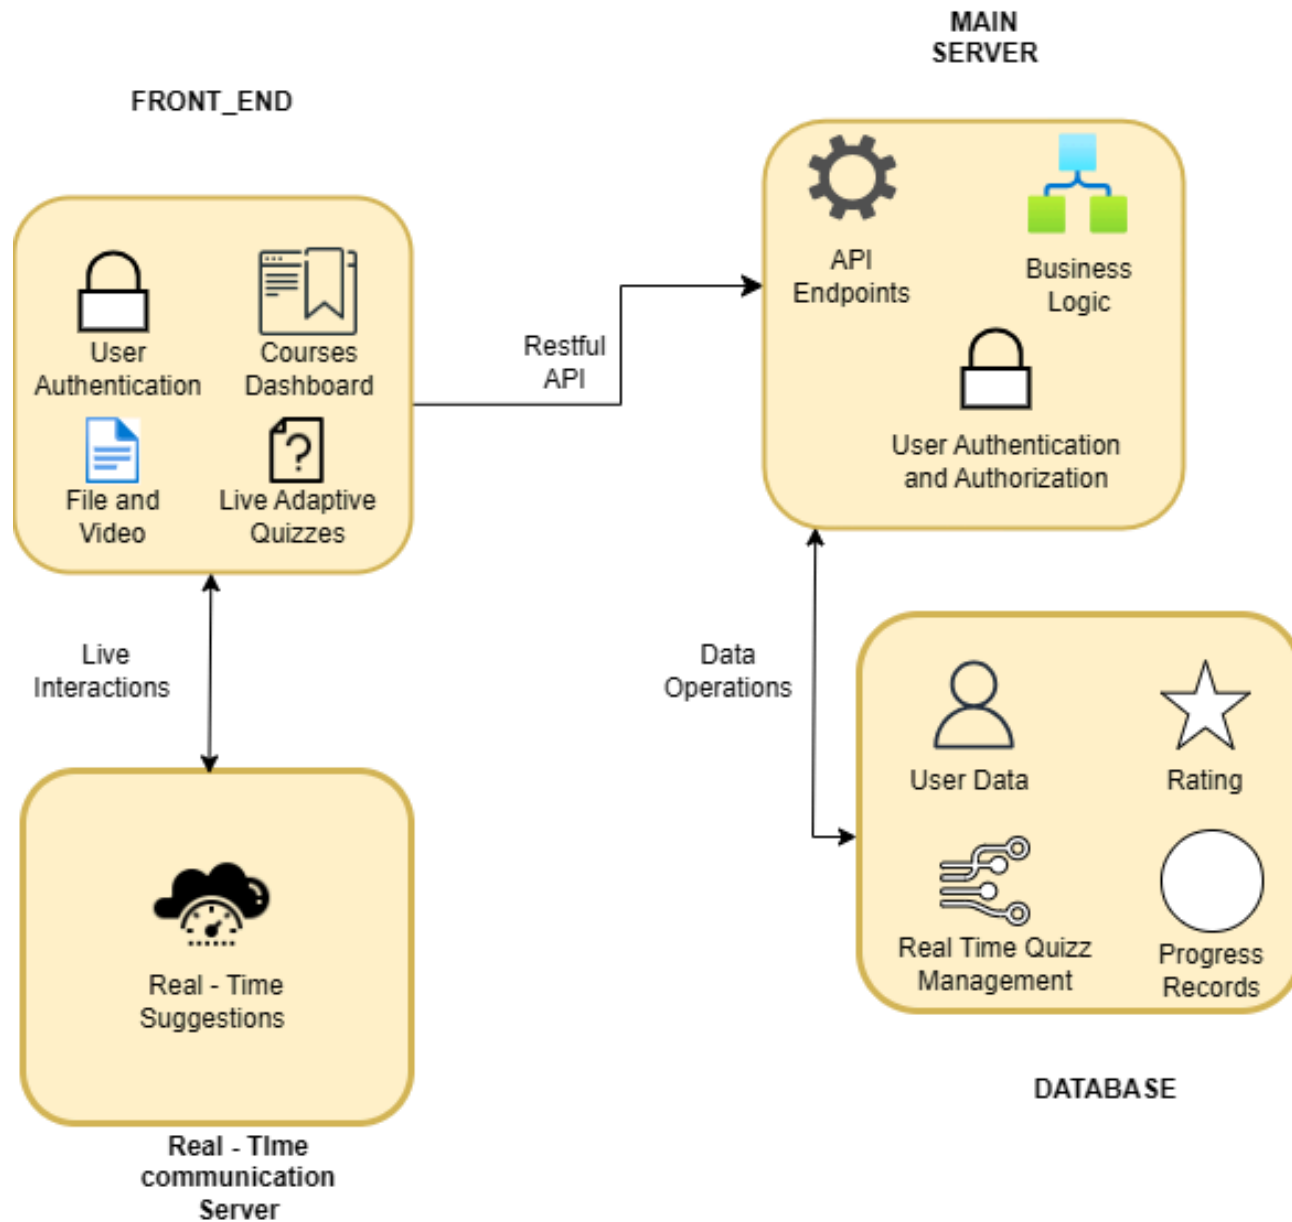 MAIN
SERVER
FRONT_END
API
Endpoints
Business
Logic
User
Authentication
Courses
Dashboard
Restful
API
User Authentication
and Authorization
File and
Video
Live Adaptive
Quizzes
Live
Interactions
Data
Operations
User Data
Rating
Real Time Quizz
Management
Progress
Records
Real - Time
Suggestions
DATABASE
Real - TIme
communication
Server